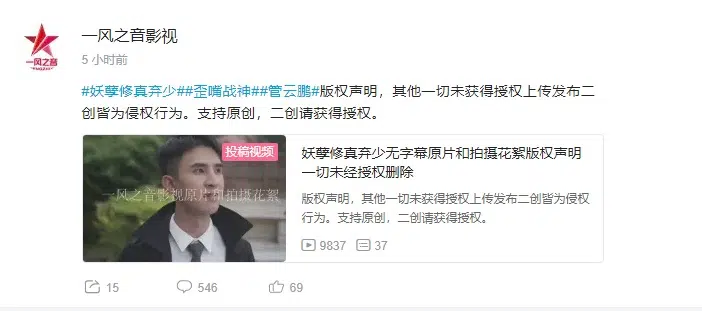 一风之音影视
一风之音
5 小时前
#妖孽修真弃少##歪嘴战神##管云鹏#版权声明，其他一切未获得授权上传发布二
创皆为侵权行为。支持原创，二创请获得授权。
投稿视频
一风之音影视原片和拍摄花絮
妖孽修真弃少无字幕原片和拍摄花絮版权声明
一切未经授权删除
版权声明，其他一切未获得授权上传发布二创皆为侵权
行为。支持原创，二创请获得授权。
9837 37
15 546 69